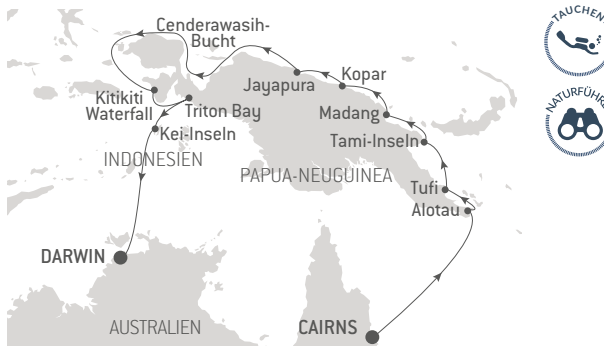 Cenderawasih-
Bucht
TAUCHEN
Jayapura
Kopar
Kitikiti
Waterfall
Triton Bay
Madang
Kei-Inseln
Tami-Inseln
INDONESIEN
PAPUA-NEUGUINEA
Tufi
Alotau
DARWIN
AUSTRALIEN
CAIRNS